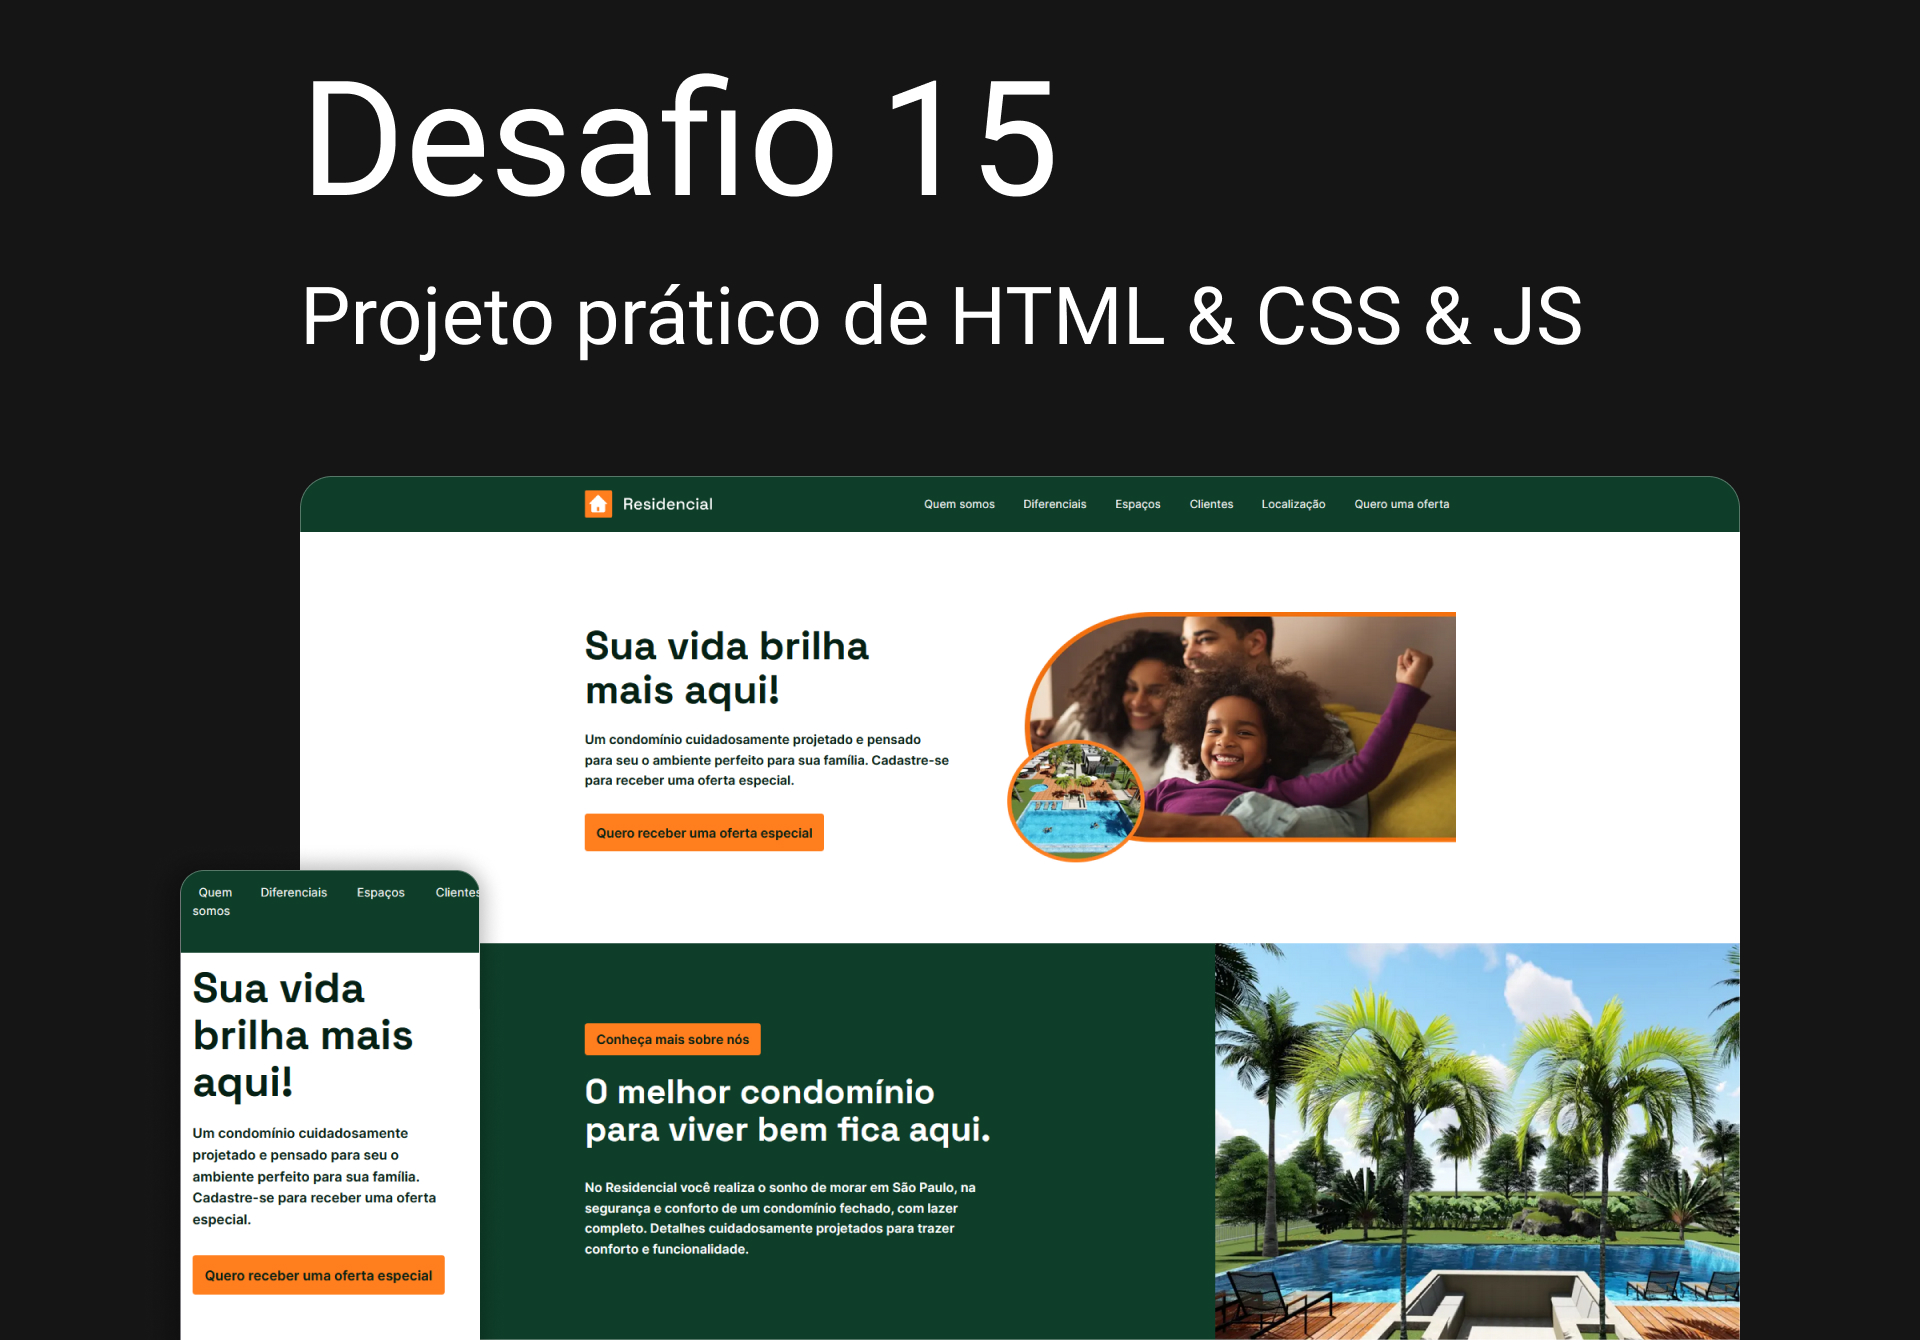 Desafio 15
Projeto prático de HTML & CSS & JS
Residencial
Quem somos Diferenciais Espaços Clientes Localização Quero uma oferta
Sua vida brilha
mais aqui!
Um condomínio cuidadosamente projetado e pensado
para seu o ambiente perfeito para sua família. Cadastre-se
para receber uma oferta especial.
Quero receber uma oferta especial
Conheça mais sobre nós
O melhor condomínio
para viver bem fica aqui.
No Residencial você realiza o sonho de morar em São Paulo, na
segurança e conforto de um condomínio fechado, com lazer
completo. Detalhes cuidadosamente projetados para trazer
conforto e funcionalidade.
Quem Diferenciais Espaços Clientes
somos
Sua vida
brilha mais
aqui!
Um condomínio cuidadosamente
projetado e pensado para seu o
ambiente perfeito para sua família.
Cadastre-se para receber uma oferta
especial.
Quero receber uma oferta especial